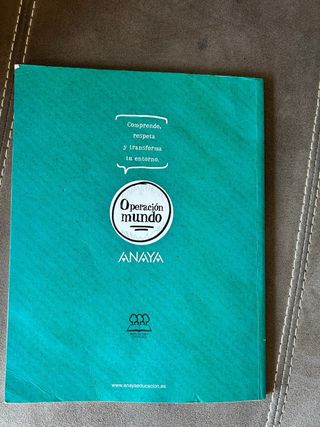 Comprende,
respeta
y transforma
tu entorno.
Operación
mundo
ANAYA
www.anayaeducacion.es